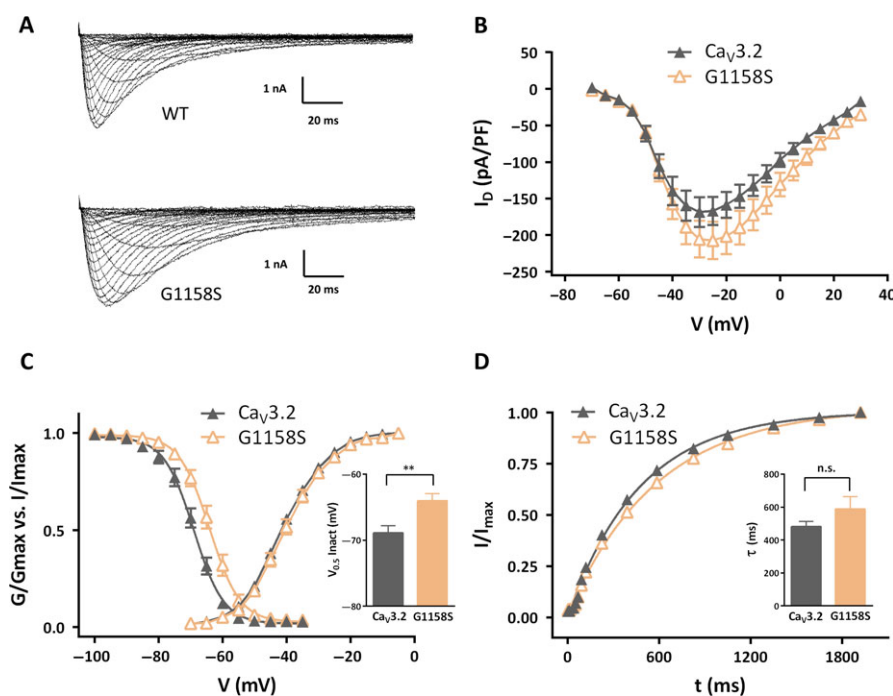 A
1 nA
20 ms
WT
1 nA
20 ms
G1158S
B
CaV3.2
G1158S
50
0
−50
−100
−150
−200
−250
ID (pA/PF)
−80 −60 −40 −20 0 20 40
V (mV)
C
CaV3.2
G1158S
1.0
0.5
0.0
G/Gmax vs. I/Imax
−100 −80 −60 −40 −20 0
V (mV)
**
−60
−70
−80
V0.5 Inact (mV)
CaV3.2 G1158S
D
CaV3.2
G1158S
1.00
0.75
0.50
0.25
0.00
I/Imax
0 600 1200 1800
t (ms)
n.s.
800
600
400
200
0
τ (ms)
CaV3.2 G1158S